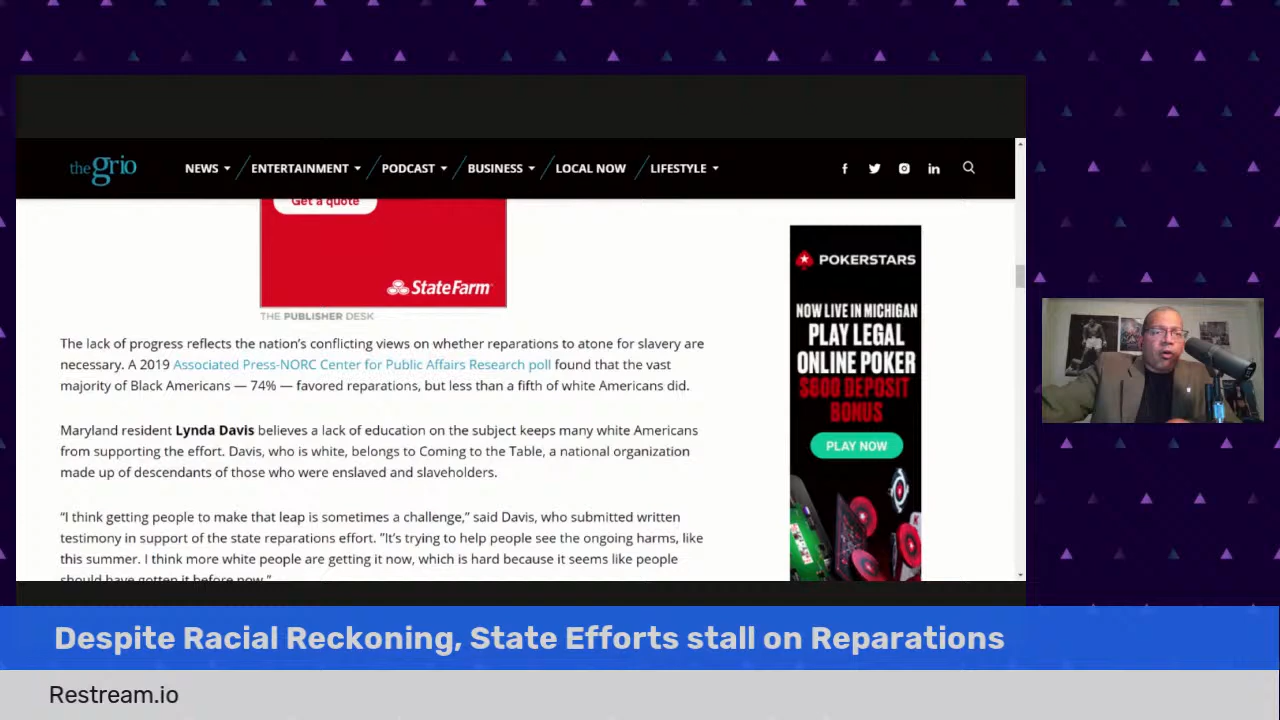 the grio
NEWS ENTERTAINMENT PODCAST BUSINESS LOCAL NOW LIFESTYLE
Get a quote
StateFarm
THE PUBLISHER DESK
The lack of progress reflects the nation's conflicting views on whether reparations to atone for slavery are
necessary. A 2019 Associated Press-NORC Center for Public Affairs Research poll found that the vast
majority of Black Americans — 74% — favored reparations, but less than a fifth of white Americans did.
Maryland resident Lynda Davis believes a lack of education on the subject keeps many white Americans
from supporting the effort. Davis, who is white, belongs to Coming to the Table, a national organization
made up of descendants of those who were enslaved and slaveholders.
“I think getting people to make that leap is sometimes a challenge,” said Davis, who submitted written
testimony in support of the state reparations effort. “It’s trying to help people see the ongoing harms, like
this summer. I think more white people are getting it now, which is hard because it seems like people
should have gotten it before now.”
POKERSTARS
NOW LIVE IN MICHIGAN
PLAY LEGAL
ONLINE POKER
$600 DEPOSIT
BONUS
PLAY NOW
Despite Racial Reckoning, State Efforts stall on Reparations
Restream.io